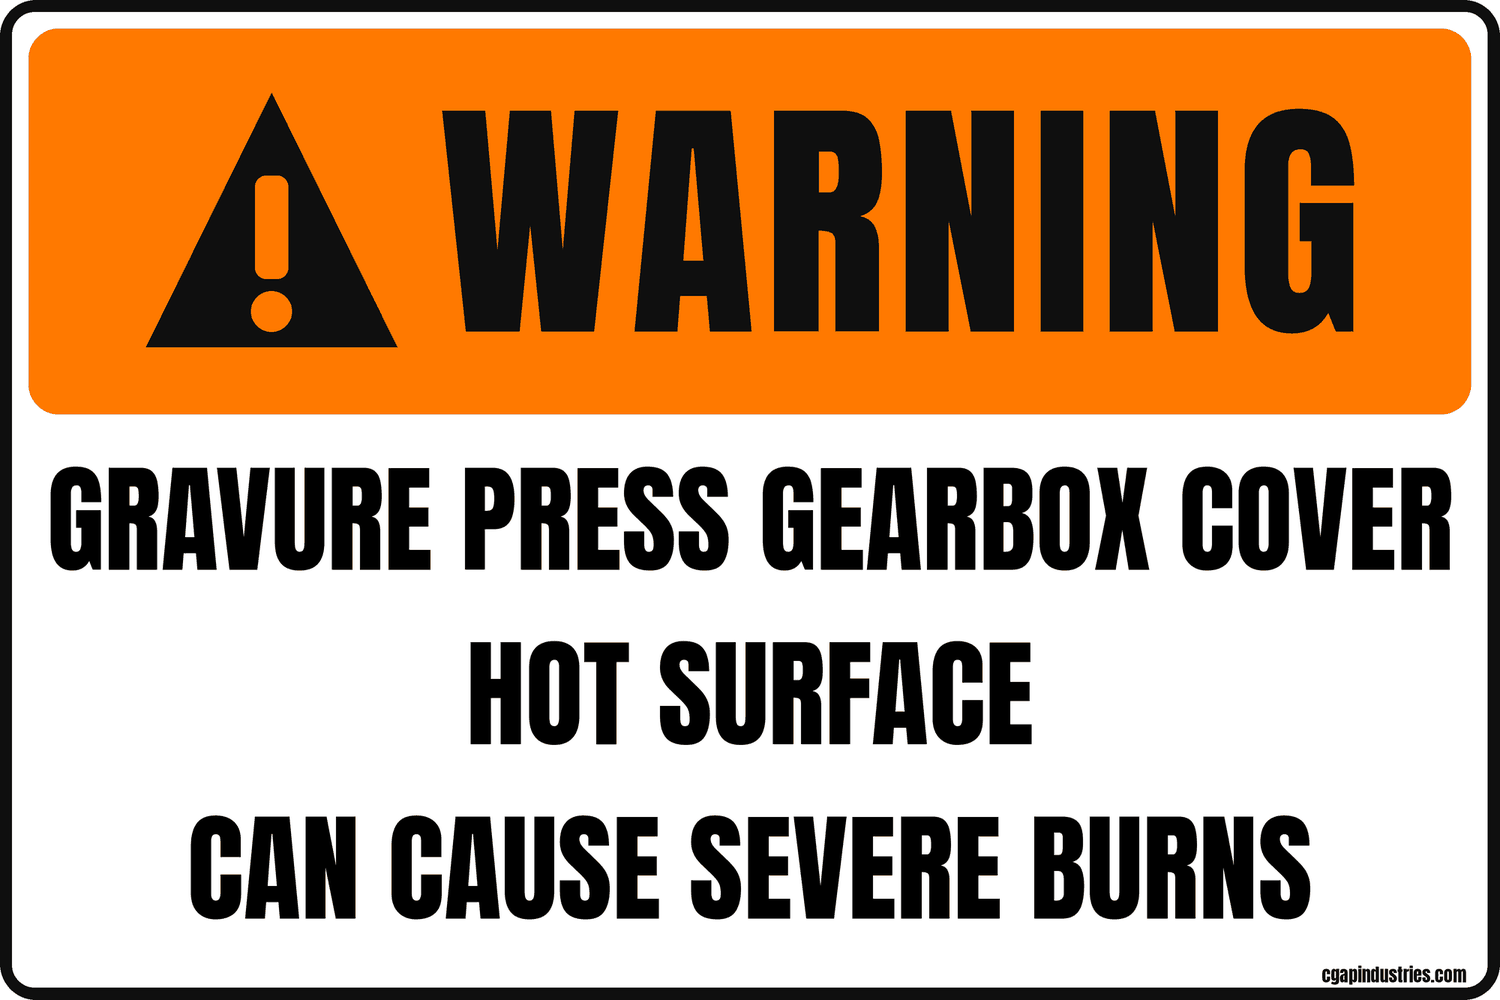 WARNING
GRAVURE PRESS GEARBOX COVER
HOT SURFACE
CAN CAUSE SEVERE BURNS
cgapindustries.com